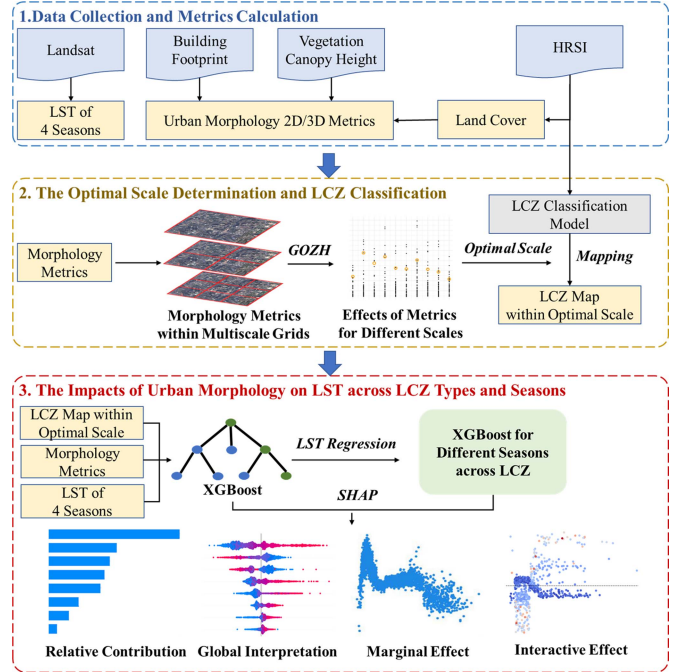 1.Data Collection and Metrics Calculation
Landsat
Building
Footprint
Vegetation
Canopy Height
HRSI
LST of
4 Seasons
Urban Morphology 2D/3D Metrics
Land Cover
2. The Optimal Scale Determination and LCZ Classification
Morphology
Metrics
GOZH
Optimal Scale
LCZ Classification
Model
Mapping
Morphology Metrics
within Multiscale Grids
Effects of Metrics
for Different Scales
LCZ Map
within Optimal Scale
3. The Impacts of Urban Morphology on LST across LCZ Types and Seasons
LCZ Map within
Optimal Scale
Morphology
Metrics
LST of
4 Seasons
XGBoost
LST Regression
XGBoost for
Different Seasons
across LCZ
SHAP
Relative Contribution
Global Interpretation
Marginal Effect
Interactive Effect